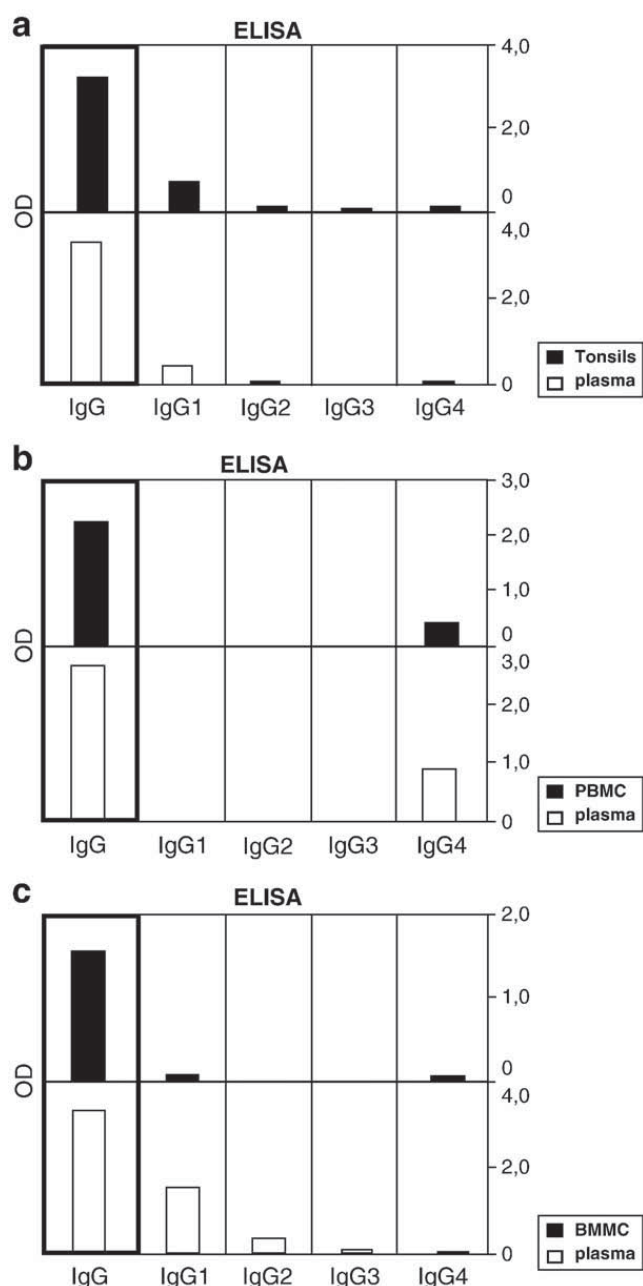 a
ELISA
4,0
2,0
0
OD
4,0
2,0
0
IgG IgG1 IgG2 IgG3 IgG4
Tonsils
plasma
b
ELISA
3,0
2,0
1,0
0
OD
3,0
2,0
1,0
0
IgG IgG1 IgG2 IgG3 IgG4
PBMC
plasma
c
ELISA
2,0
1,0
0
OD
4,0
2,0
0
IgG IgG1 IgG2 IgG3 IgG4
BMMC
plasma